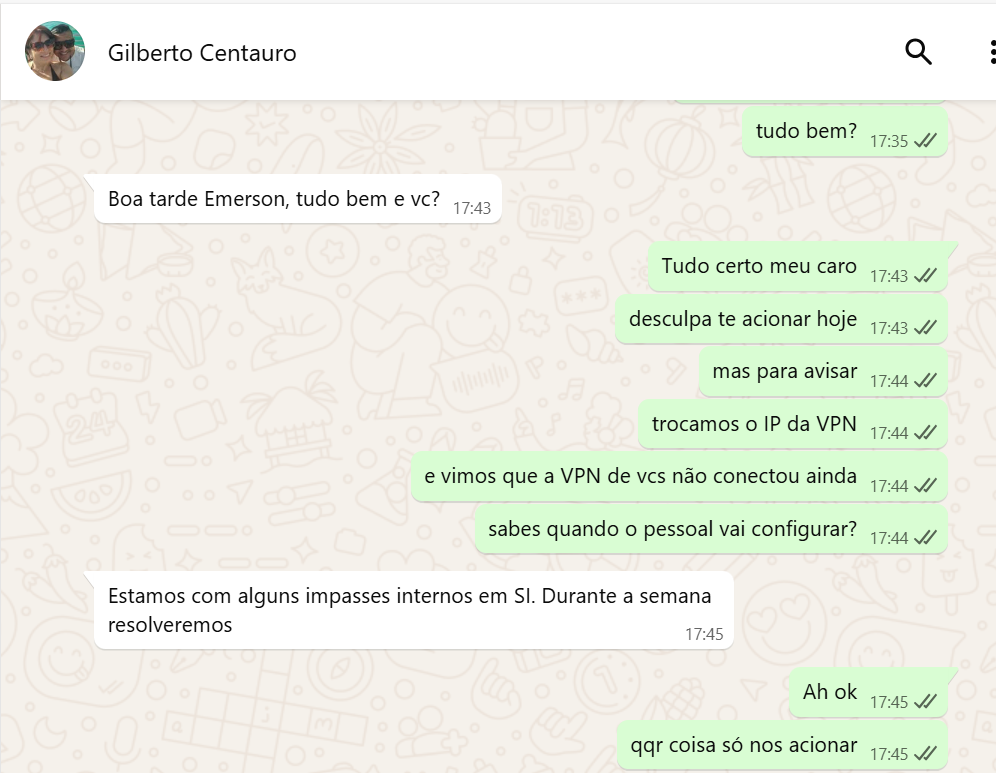 Gilberto Centauro
tudo bem? 17:35
Boa tarde Emerson, tudo bem e vc? 17:43
Tudo certo meu caro 17:43
desculpa te acionar hoje 17:43
mas para avisar 17:44
trocamos o IP da VPN 17:44
e vimos que a VPN de vcs não conectou ainda 17:44
sabes quando o pessoal vai configurar? 17:44
Estamos com alguns impasses internos em SI. Durante a semana
resolveremos 17:45
Ah ok 17:45
qqr coisa só nos acionar 17:45